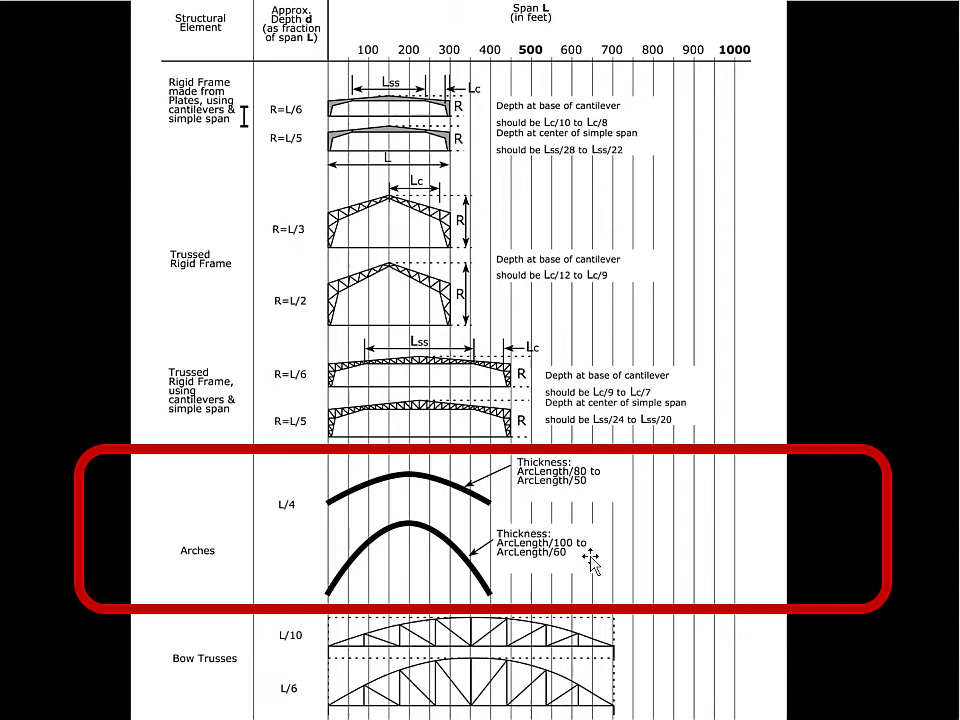 Structural
Element
Approx.
Depth d
(as fraction
of span L)
Span L
(in feet)
100 200 300 400 500 600 700 800 900 1000
Rigid Frame
made from
Plates, using
cantilevers &
simple span
R=L/6
R=L/5
Lss
Lc
R
R
L
Depth at base of cantilever
should be Lc/10 to Lc/8
Depth at center of simple span
should be Lss/28 to Lss/22
Trussed
Rigid Frame
R=L/3
R=L/2
Lc
R
R
Depth at base of cantilever
should be Lc/12 to Lc/9
Trussed
Rigid Frame,
using
cantilevers &
simple span
R=L/6
R=L/5
Lss
Lc
R
R
Depth at base of cantilever
should be Lc/9 to Lc/7
Depth at center of simple span
should be Lss/24 to Lss/20
Arches
L/4
Thickness:
ArcLength/80 to
ArcLength/50
Thickness:
ArcLength/100 to
ArcLength/60
Bow Trusses
L/10
L/6